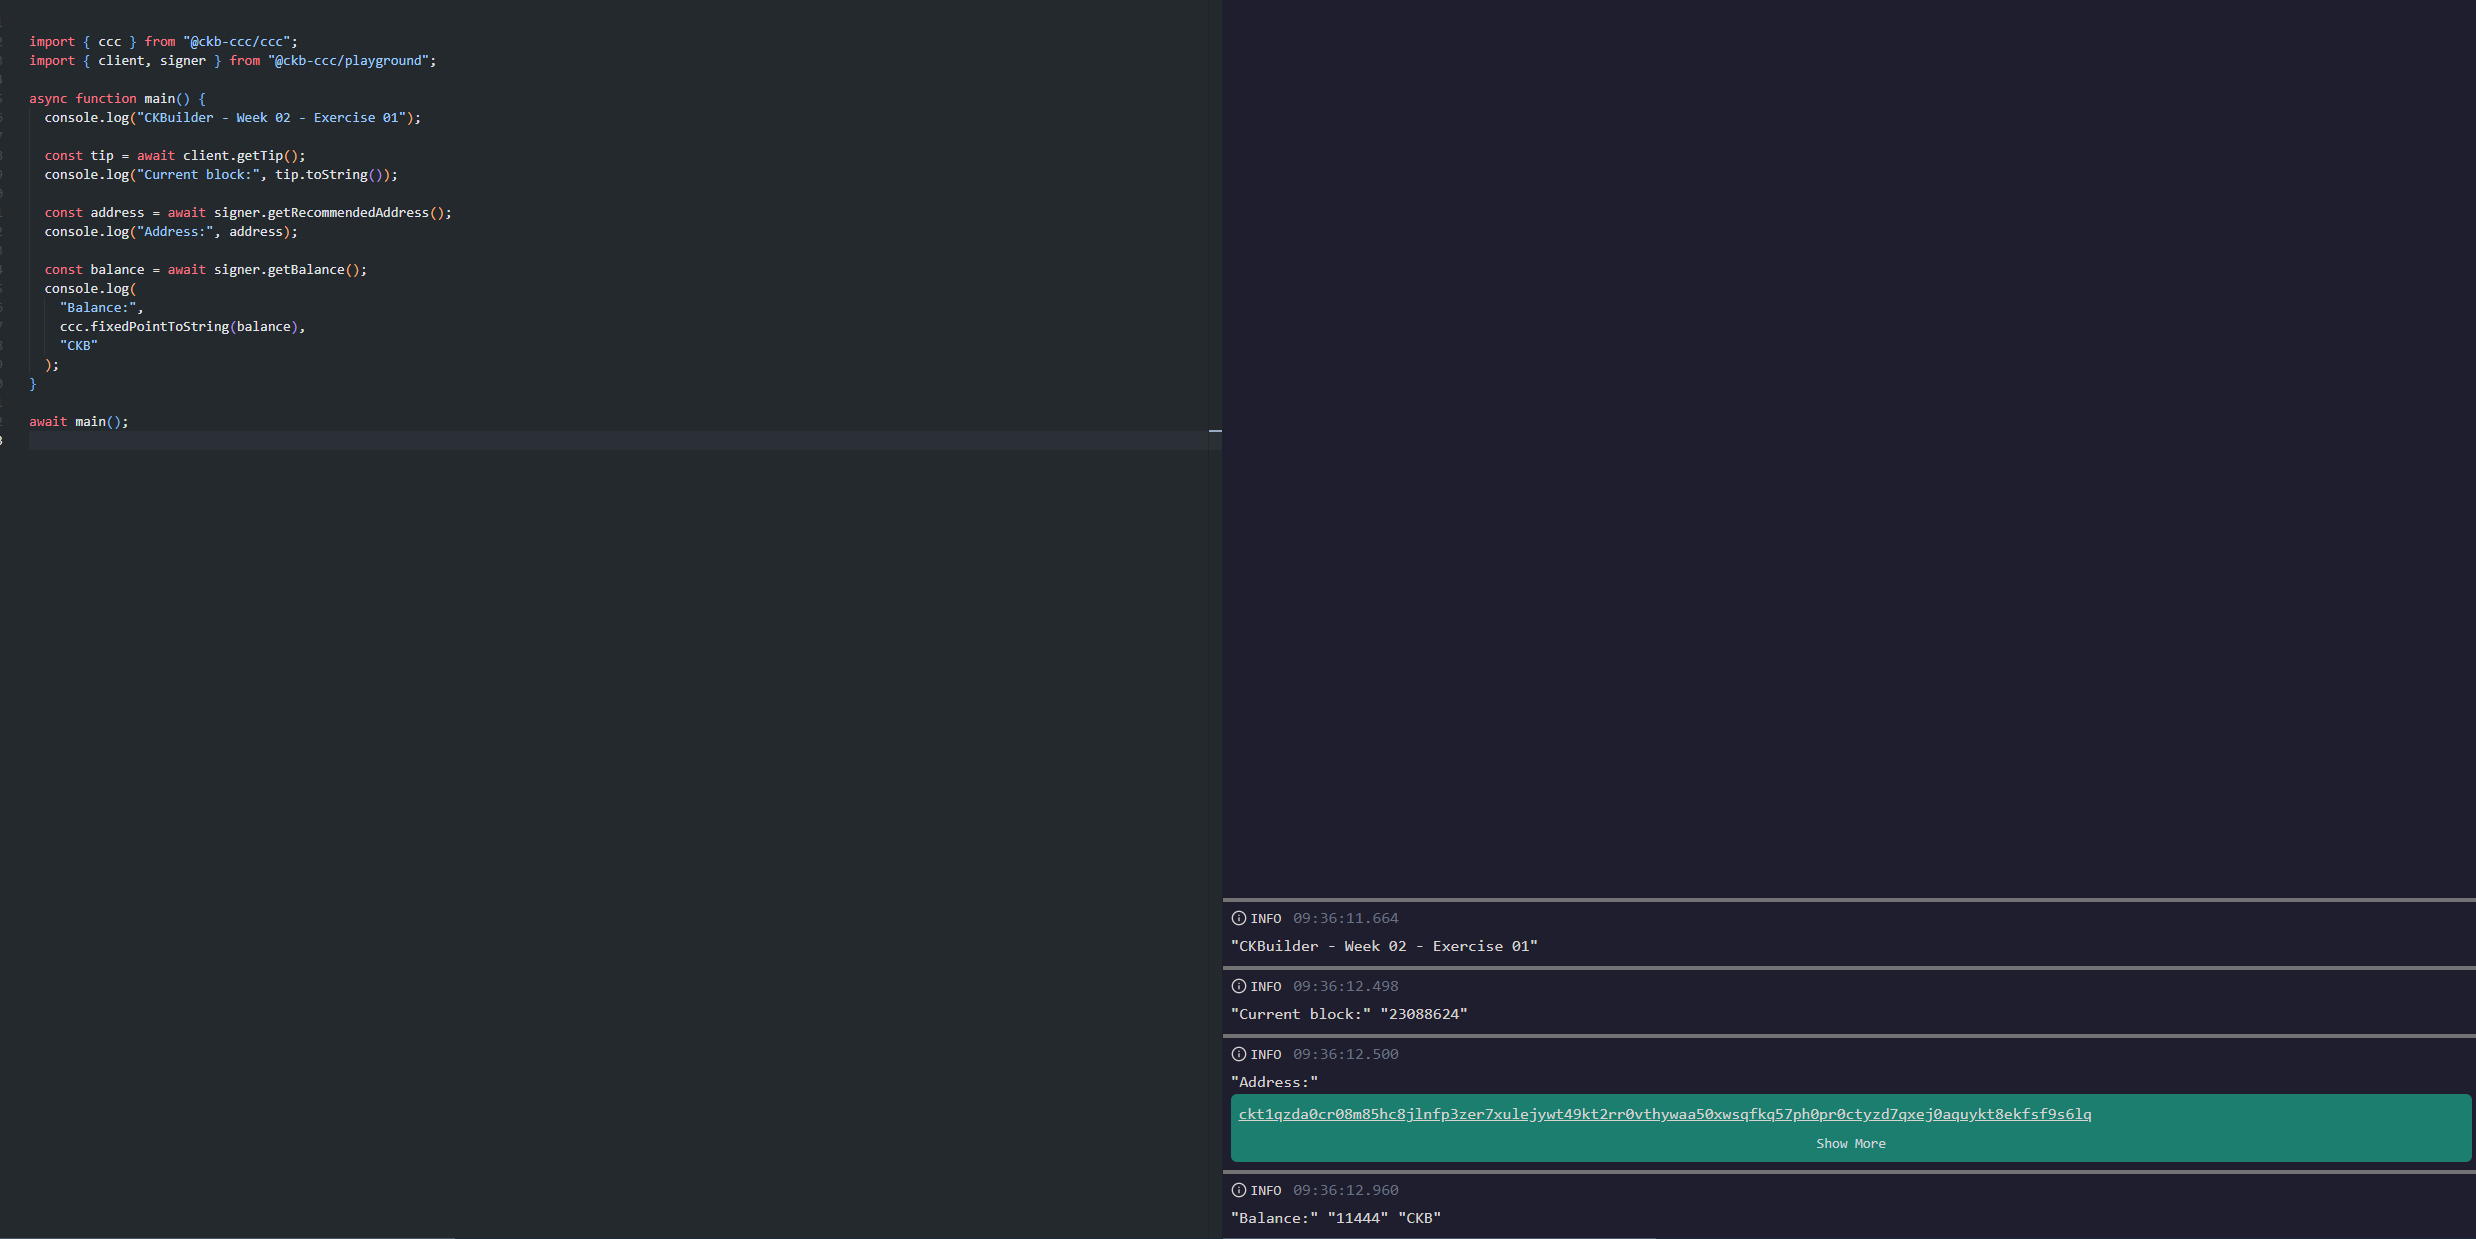 import { ccc } from "@ckb-ccc/ccc";
import { client, signer } from "@ckb-ccc/playground";
async function main() {
console.log("CKBuilder - Week 02 - Exercise 01");
const tip = await client.getTip();
console.log("Current block:", tip.toString());
const address = await signer.getRecommendedAddress();
console.log("Address:", address);
const balance = await signer.getBalance();
console.log(
"Balance:",
ccc.fixedPointToString(balance),
"CKB"
);
}
await main();
INFO 09:36:11.664
"CKBuilder - Week 02 - Exercise 01"
INFO 09:36:12.498
"Current block:" "23088624"
INFO 09:36:12.500
"Address:"
ckt1qzda0cr08m85hc8jlnfp3zer7xulejywt49kt2rr0vthywaa50xwsqfkq57ph0pr0ctyzd7qxej0aquykt8ekfsf9s6lq
Show More
INFO 09:36:12.960
"Balance:" "11444" "CKB"